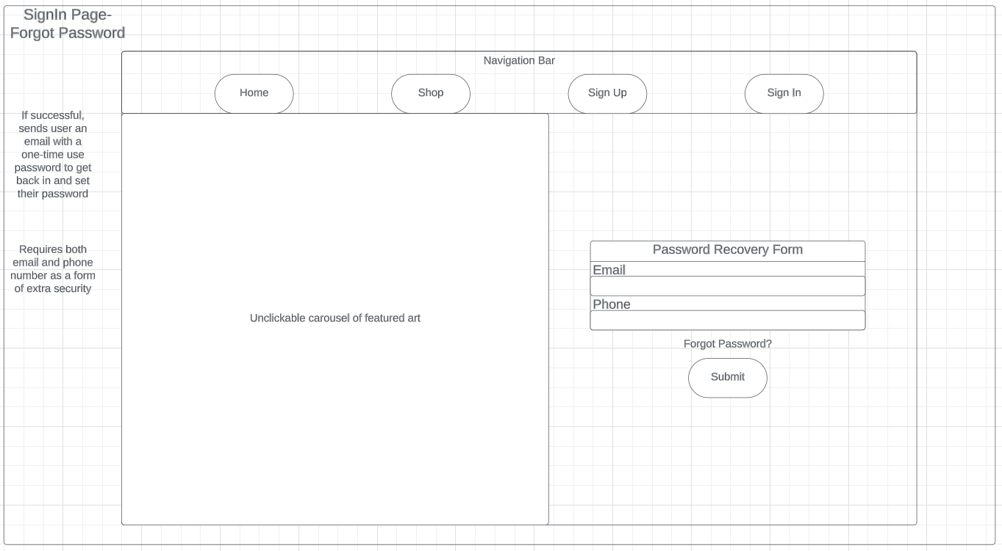 SignIn Page-
Forgot Password
Navigation Bar
Home
Shop
Sign Up
Sign In
If successful,
sends user an
email with a
one-time use
password to get
back in and set
their password
Requires both
email and phone
number as a form
of extra security
Unclickable carousel of featured art
Password Recovery Form
Email
Phone
Forgot Password?
Submit